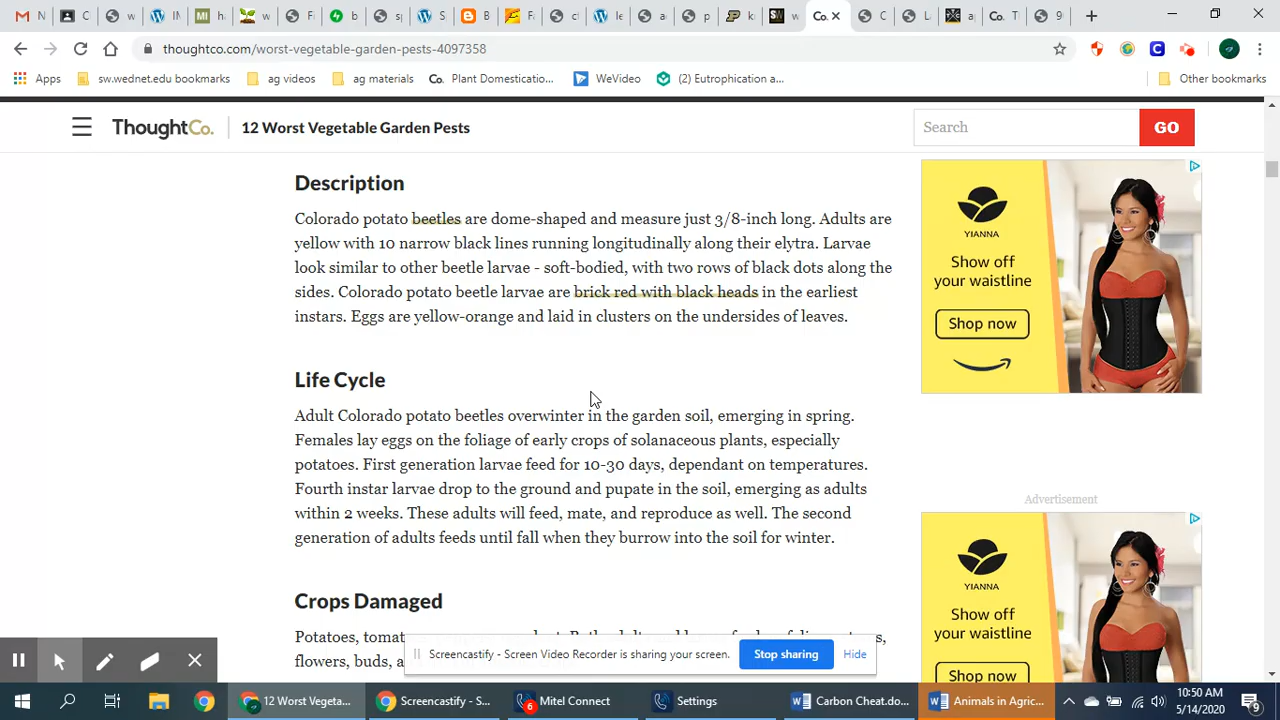 W
MI
W
B
W
SW
Co.
Co.
thoughtco.com/worst-vegetable-garden-pests-4097358
Apps
sw.wednet.edu bookmarks
ag videos
ag materials
Co. Plant Domesticatio...
WeVideo
(2) Eutrophication a...
Other bookmarks
ThoughtCo.
12 Worst Vegetable Garden Pests
Search
GO
Description
Colorado potato beetles are dome-shaped and measure just 3/8-inch long. Adults are
yellow with 10 narrow black lines running longitudinally along their elytra. Larvae
look similar to other beetle larvae - soft-bodied, with two rows of black dots along the
sides. Colorado potato beetle larvae are brick red with black heads in the earliest
instars. Eggs are yellow-orange and laid in clusters on the undersides of leaves.
Life Cycle
Adult Colorado potato beetles overwinter in the garden soil, emerging in spring.
Females lay eggs on the foliage of early crops of solanaceous plants, especially
potatoes. First generation larvae feed for 10-30 days, dependant on temperatures.
Fourth instar larvae drop to the ground and pupate in the soil, emerging as adults
within 2 weeks. These adults will feed, mate, and reproduce as well. The second
generation of adults feeds until fall when they burrow into the soil for winter.
Crops Damaged
Potatoes,
flowers, buds,
YIANNA
Show off
your waistline
Shop now
Advertisement
YIANNA
Show off
your waistline
Shop now
Screencastify - Screen Video Recorder is sharing your screen.
Stop sharing
Hide
12 Worst Vegeta...
Screencastify - S...
6
Mitel Connect
Settings
Carbon Cheat.do...
Animals in Agric...
10:50 AM
5/14/2020
9